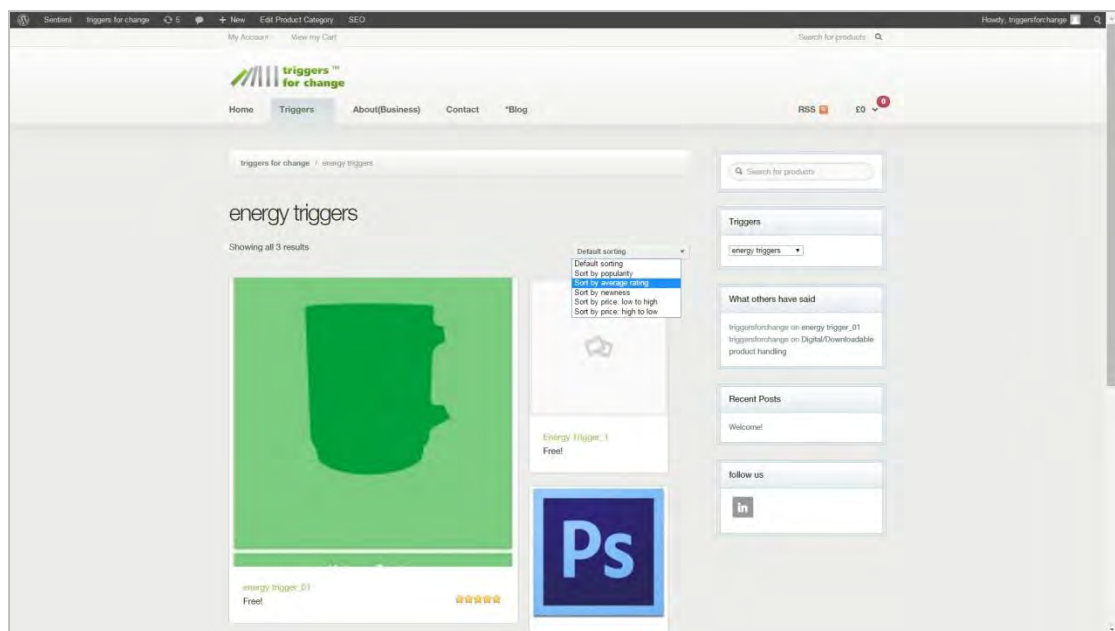 Sentient triggers for change 5 + New Edit Product Category SEO Howdy, triggersforchange
My Account View my Cart Search for products
triggers ™
for change
Home Triggers About(Business) Contact *Blog RSS £0 0
triggers for change / energy triggers
energy triggers
Showing all 3 results
Default sorting
Default sorting
Sort by popularity
Sort by average rating
Sort by newness
Sort by price: low to high
Sort by price: high to low
energy trigger_01
Free!
Energy Trigger_1
Free!
Ps
Search for products
Triggers
energy triggers
What others have said
triggersforchange on energy trigger_01
triggersforchange on Digital/Downloadable
product handling
Recent Posts
Welcome!
follow us
in